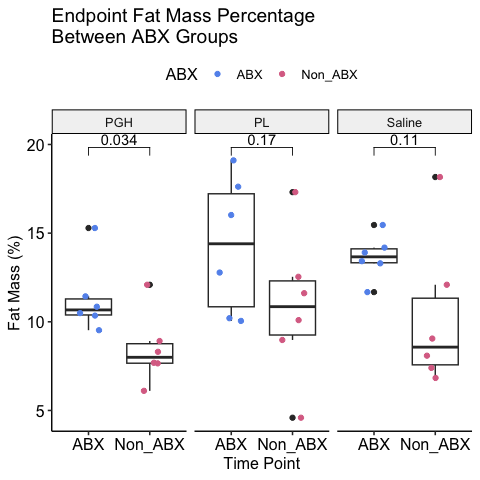 Endpoint Fat Mass Percentage
Between ABX Groups
ABX ABX Non_ABX
PGH PL Saline
0.034 0.17 0.11
20
15
10
5
Fat Mass (%)
ABX Non_ABX ABX Non_ABX ABX Non_ABX
Time Point